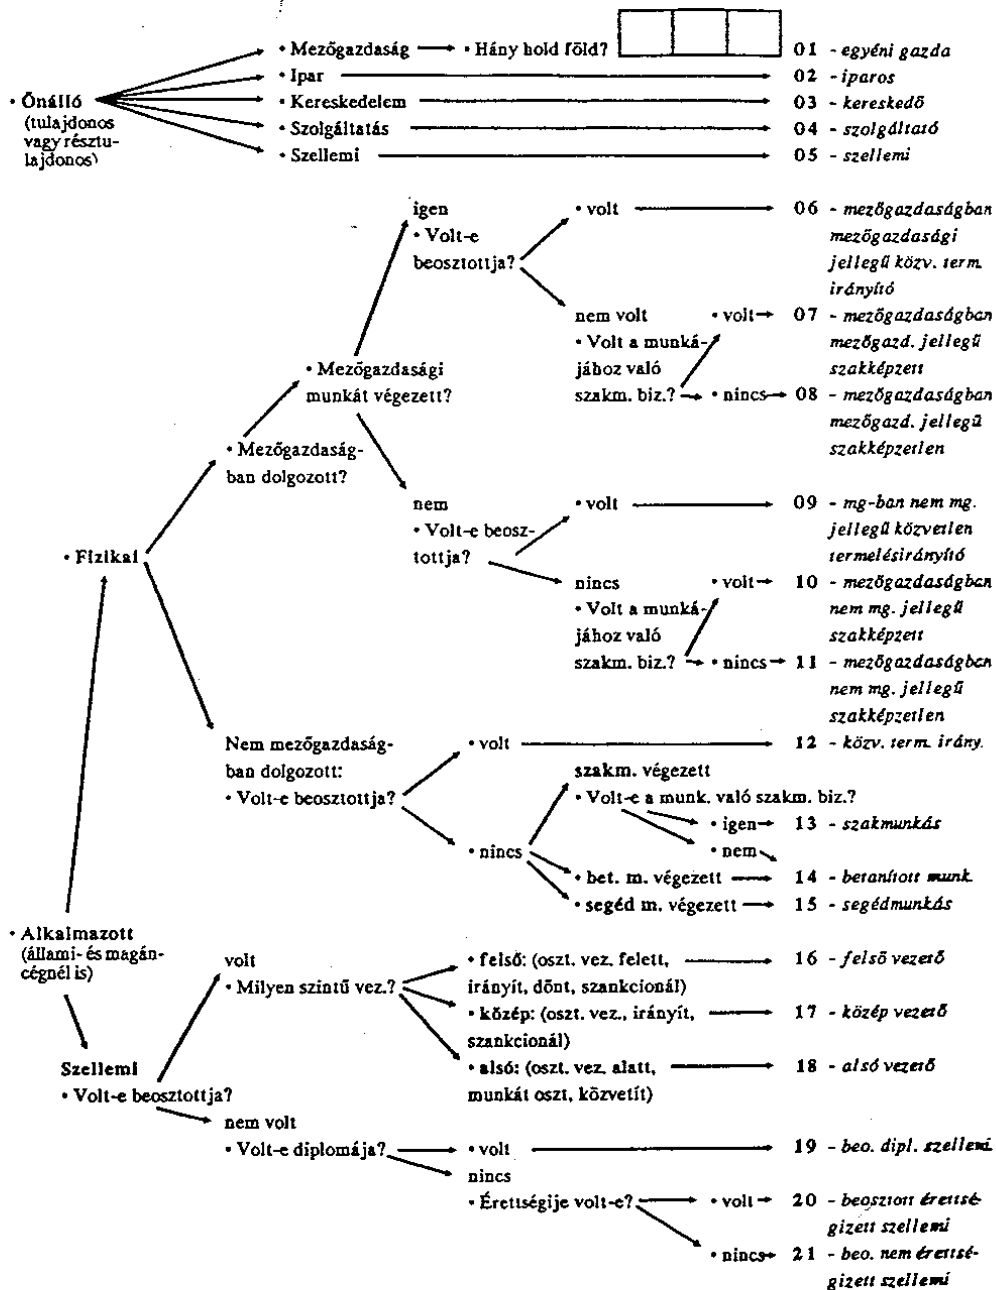 • Mezőgazdaság • Hány hold föld? 01 - egyéni gazda
• Ipar 02 - iparos
• Önálló • Kereskedelem 03 - kereskedő
(tulajdonos • Szolgáltatás 04 - szolgáltató
vagy résztu-
lajdonos) • Szellemi 05 - szellemi
igen • volt 06 - mezőgazdaságban
• Volt-e mezőgazdasági
beosztottja? jellegű közv. term.
irányító
nem volt • volt 07 - mezőgazdaságban
• Volt a munká- mezőgazd. jellegű
• Mezőgazdasági jához való szakképzett
munkát végezett? szakm. biz.? • nincs 08 - mezőgazdaságban
mezőgazd. jellegű
• Mezőgazdaság- szakképzetlen
ban dolgozott?
nem • volt 09 - mg-ban nem mg.
• Volt-e beosz- jellegű közvetlen
• Fizikai tottja? termelésirányító
nincs • volt 10 - mezőgazdaságban
• Volt a munká- nem mg. jellegű
jához való szakképzett
szakm. biz.? • nincs 11 - mezőgazdaságban
nem mg. jellegű
szakképzetlen
Nem mezőgazdaság- • volt 12 - közv. term. irány.
ban dolgozott: szakm. végezett
• Volt-e beosztottja? • Volt-e a munk. való szakm. biz.?
• igen 13 - szakmunkás
• nincs • nem
• bet. m. végezett 14 - betanított munk.
• segéd m. végezett 15 - segédmunkás
• Alkalmazott
(állami- és magán- volt • felső: (oszt. vez. felett, 16 - felső vezető
cégnél is) • Milyen szintű vez.? irányít, dönt, szankcionál)
• közép: (oszt. vez., irányít, 17 - közép vezető
szankcionál)
Szellemi • alsó: (oszt. vez. alatt, 18 - alsó vezető
• Volt-e beosztottja? munkát oszt, közvetít)
nem volt
• Volt-e diplomája? • volt 19 - beo. dipl. szellemi
nincs
• Érettségije volt-e? • volt 20 - beosztott érettsé-
gizett szellemi
• nincs 21 - beo. nem érettsé-
gizett szellemi